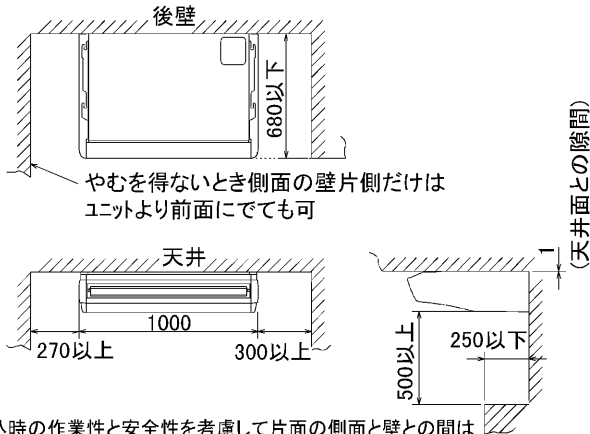 後壁
680以下
やむを得ないとき側面の壁片側だけは
ユニットより前面にでても可
天井
1000
270以上
300以上
500以上
250以下
1
(天井面との隙間)
時の作業性と安全性を考慮して片面の側面と壁との間は